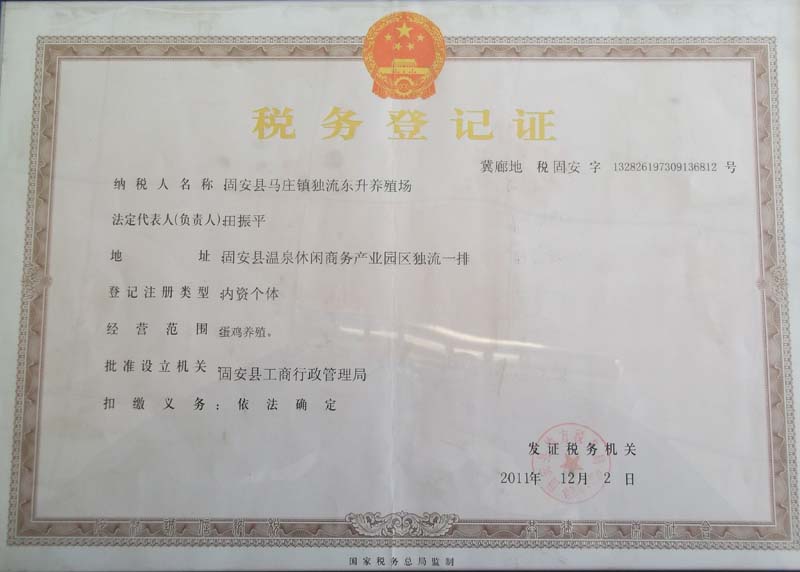 税务登记证
冀廊地 税 固安 字 132826197309136812 号
纳税人名称:固安县马庄镇独流东升养殖场
法定代表人(负责人):田振平
地 址:固安县温泉休闲商务产业园区独流一排
登记注册类型:内资个体
经营范围:蛋鸡养殖。
批准设立机关:固安县工商行政管理局
扣缴义务:依法确定
发证税务机关
2011年 12月 2 日
国家税务总局监制